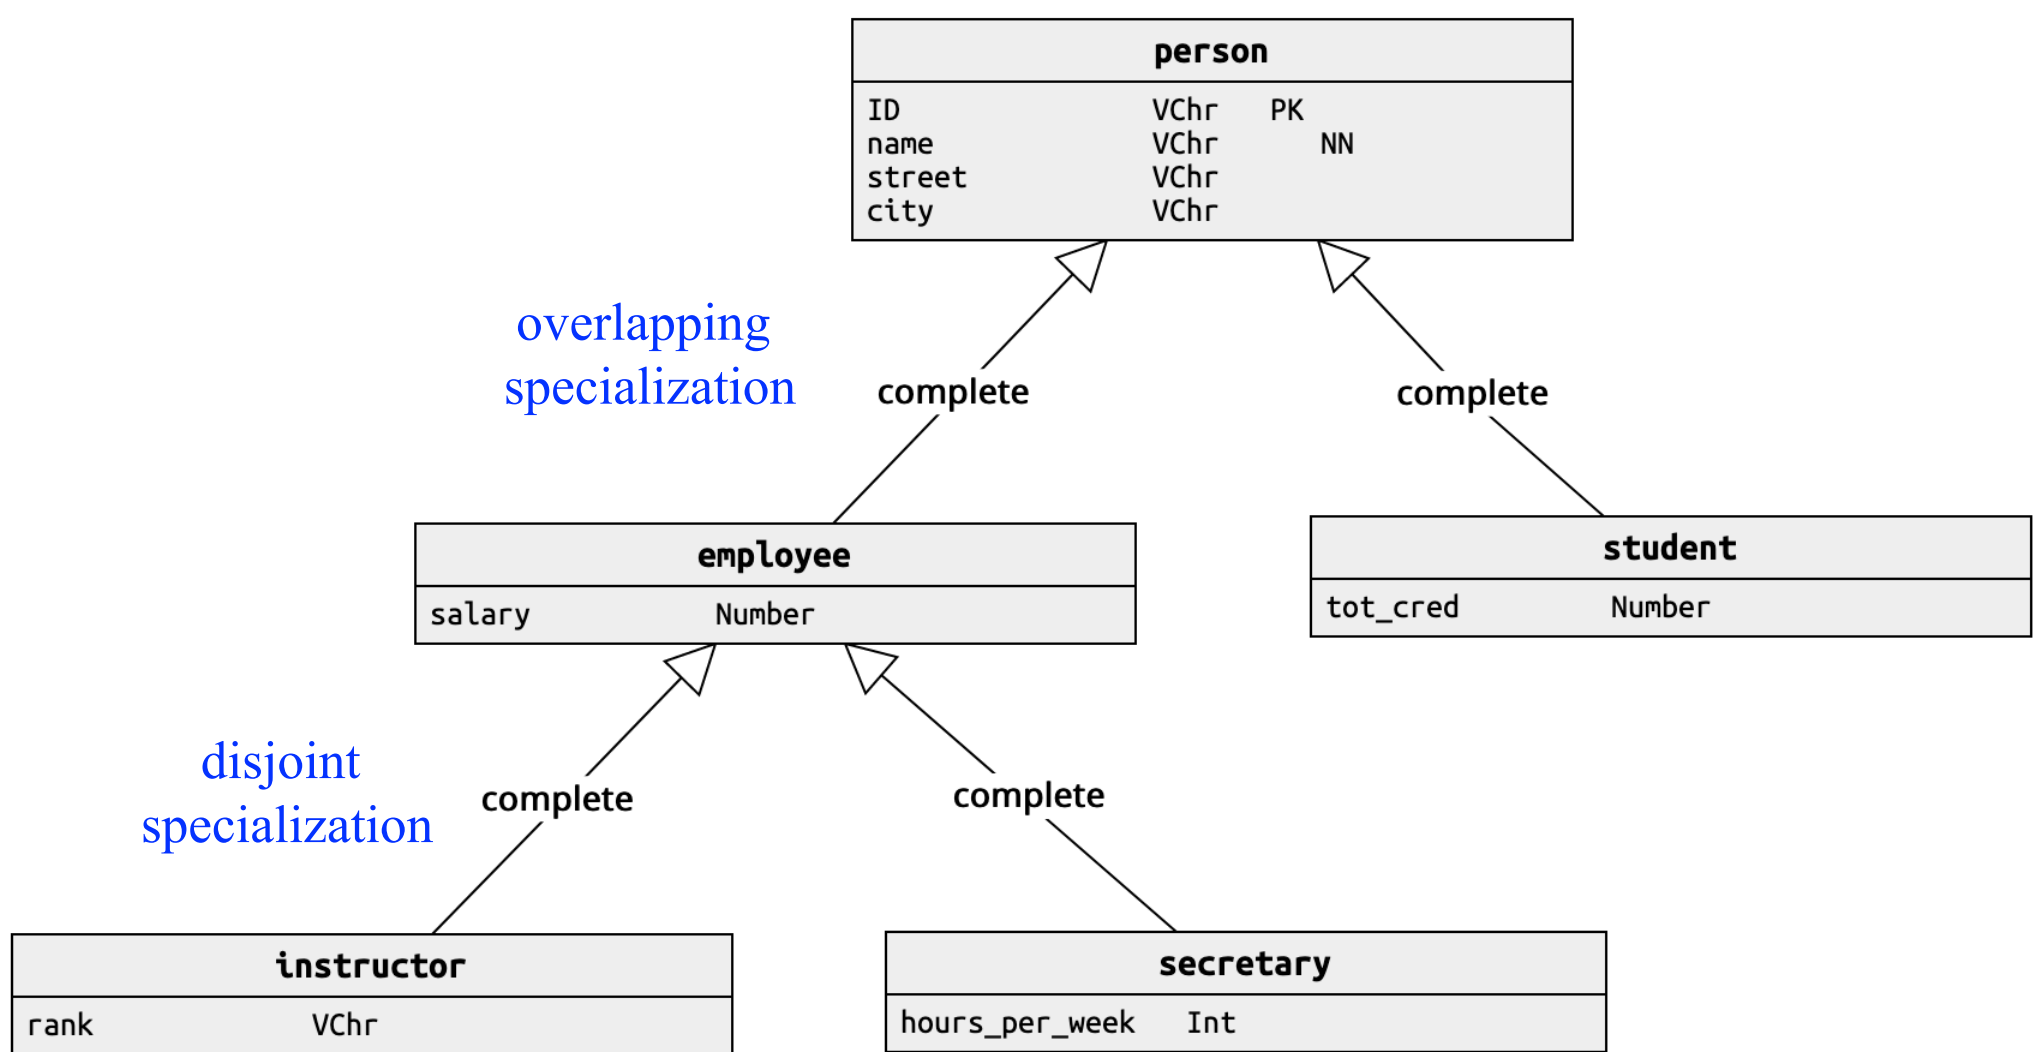 person
ID VChr PK
name VChr NN
street VChr
city VChr
overlapping
specialization
complete
complete
employee
salary Number
student
tot_cred Number
disjoint
specialization
complete
complete
instructor
rank VChr
secretary
hours_per_week Int